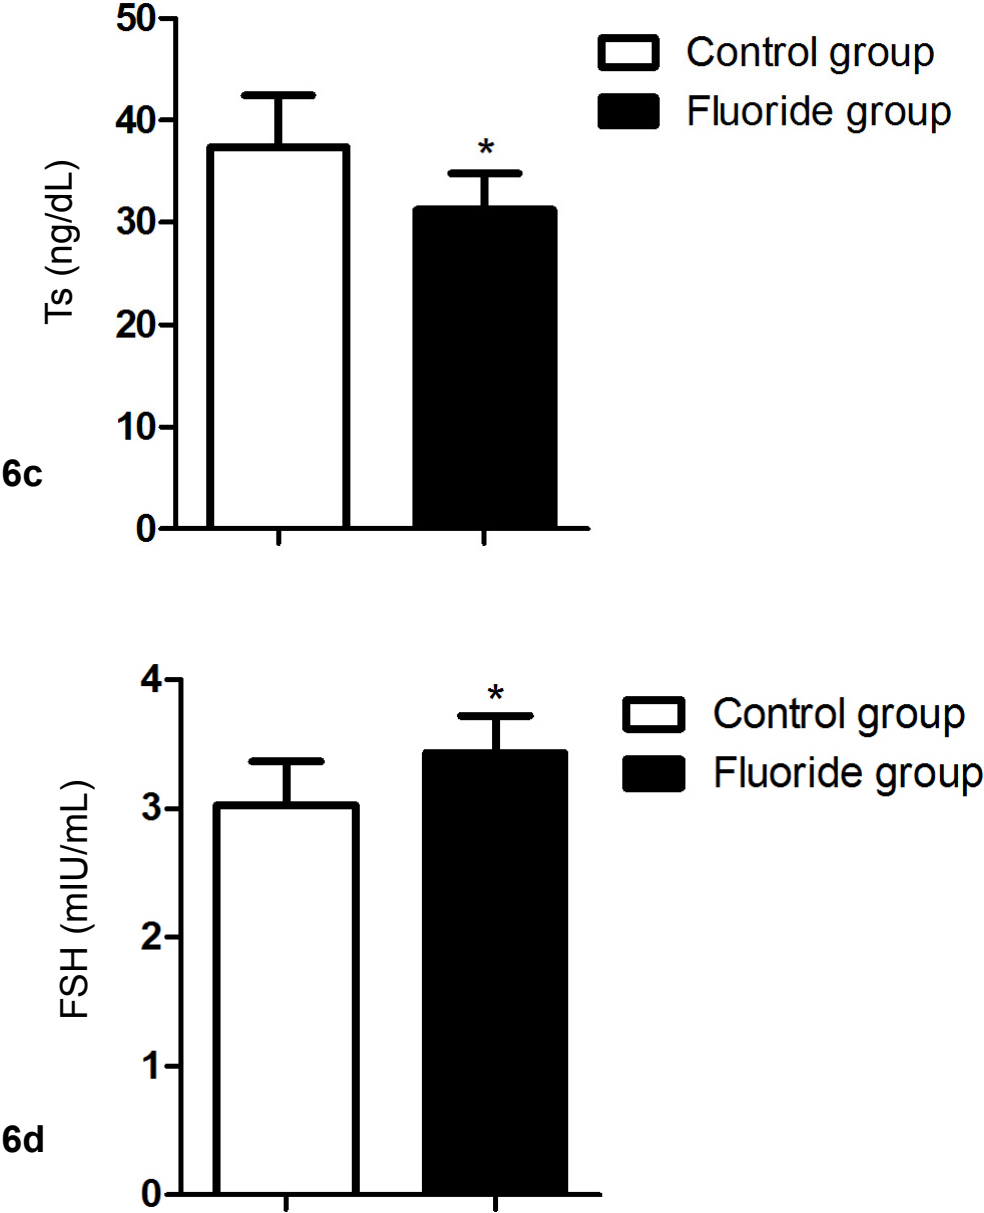 50
40
30
20
10
0
Ts (ng/dL)
*
Control group
Fluoride group
6c
4
3
2
1
0
FSH (mIU/mL)
*
Control group
Fluoride group
6d